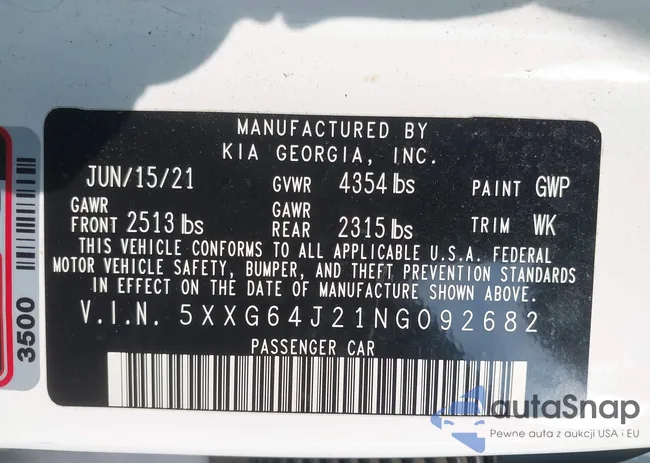 MANUFACTURED BY
KIA GEORGIA, INC.
JUN/15/21 GVWR 4354 lbs PAINT GWP
GAWR FRONT 2513 lbs GAWR REAR 2315 lbs TRIM WK
THIS VEHICLE CONFORMS TO ALL APPLICABLE U.S.A. FEDERAL
MOTOR VEHICLE SAFETY, BUMPER, AND THEFT PREVENTION STANDARDS
IN EFFECT ON THE DATE OF MANUFACTURE SHOWN ABOVE.
V.I.N. 5XXG64J21NG092682
PASSENGER CAR
3500
autaSnap
Pewne auta z aukcji USA i EU